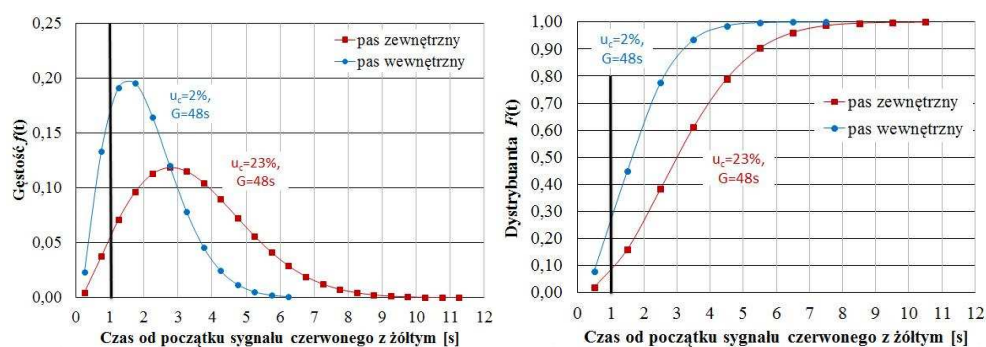 0,25
0,20
0,15
0,10
0,05
0,00
Gęstość f(t)
pas zewnętrzny
pas wewnętrzny
uc=2%,
G=48s
uc=23%,
G=48s
0 1 2 3 4 5 6 7 8 9 10 11 12
Czas od początku sygnału czerwonego z żółtym [s]
1,00
0,90
0,80
0,70
0,60
0,50
0,40
0,30
0,20
0,10
0,00
Dystrybuanta F(t)
uc=2%,
G=48s
pas zewnętrzny
pas wewnętrzny
uc=23%,
G=48s
0 1 2 3 4 5 6 7 8 9 10 11 12
Czas od początku sygnału czerwonego z żółtym [s]